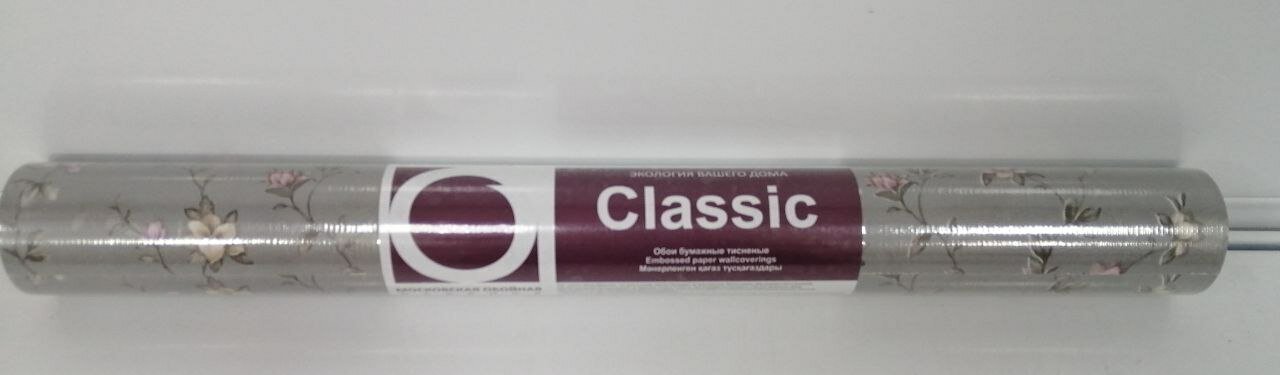 ЭКОЛОГИЯ ВАШЕГО ДОМА
Classic
Обои бумажные тисненые
Embossed paper wallcoverings
Мәнерленген қағаз тұсқағаздары
МОСКОВСКАЯ ОБОЙНАЯ